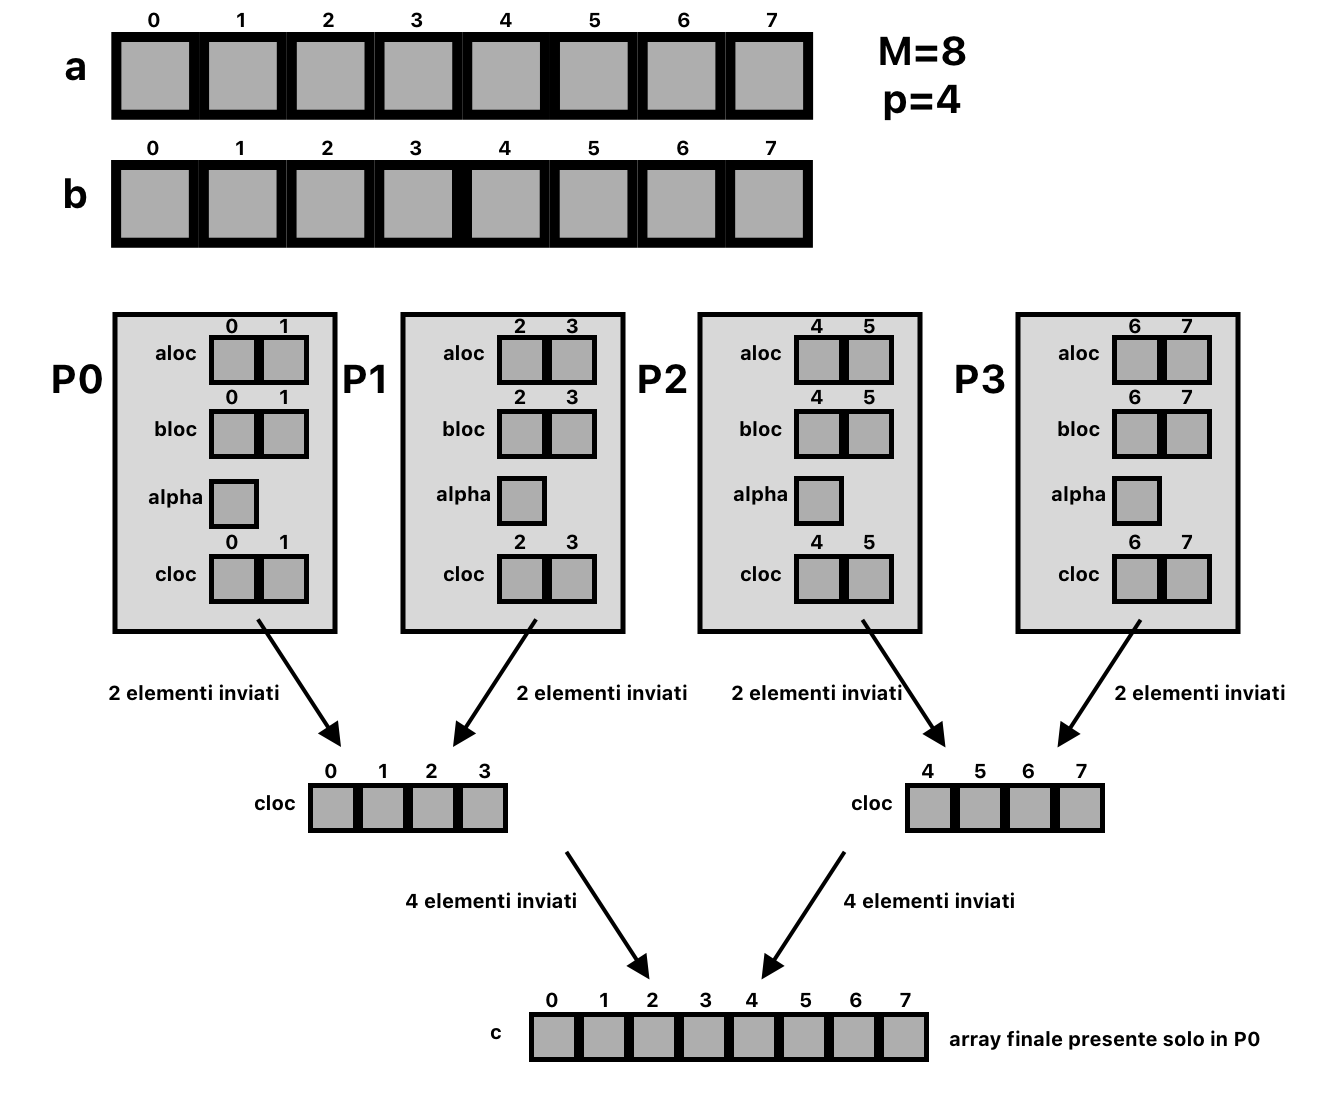 0 1 2 3 4 5 6 7
a
M=8
p=4
0 1 2 3 4 5 6 7
b
P0
0 1
aloc
0 1
bloc
alpha
0 1
cloc
P1
2 3
aloc
2 3
bloc
alpha
2 3
cloc
P2
4 5
aloc
4 5
bloc
alpha
4 5
cloc
P3
6 7
aloc
6 7
bloc
alpha
6 7
cloc
2 elementi inviati
2 elementi inviati
2 elementi inviati
2 elementi inviati
0 1 2 3
cloc
4 5 6 7
cloc
4 elementi inviati
4 elementi inviati
0 1 2 3 4 5 6 7
c
array finale presente solo in P0